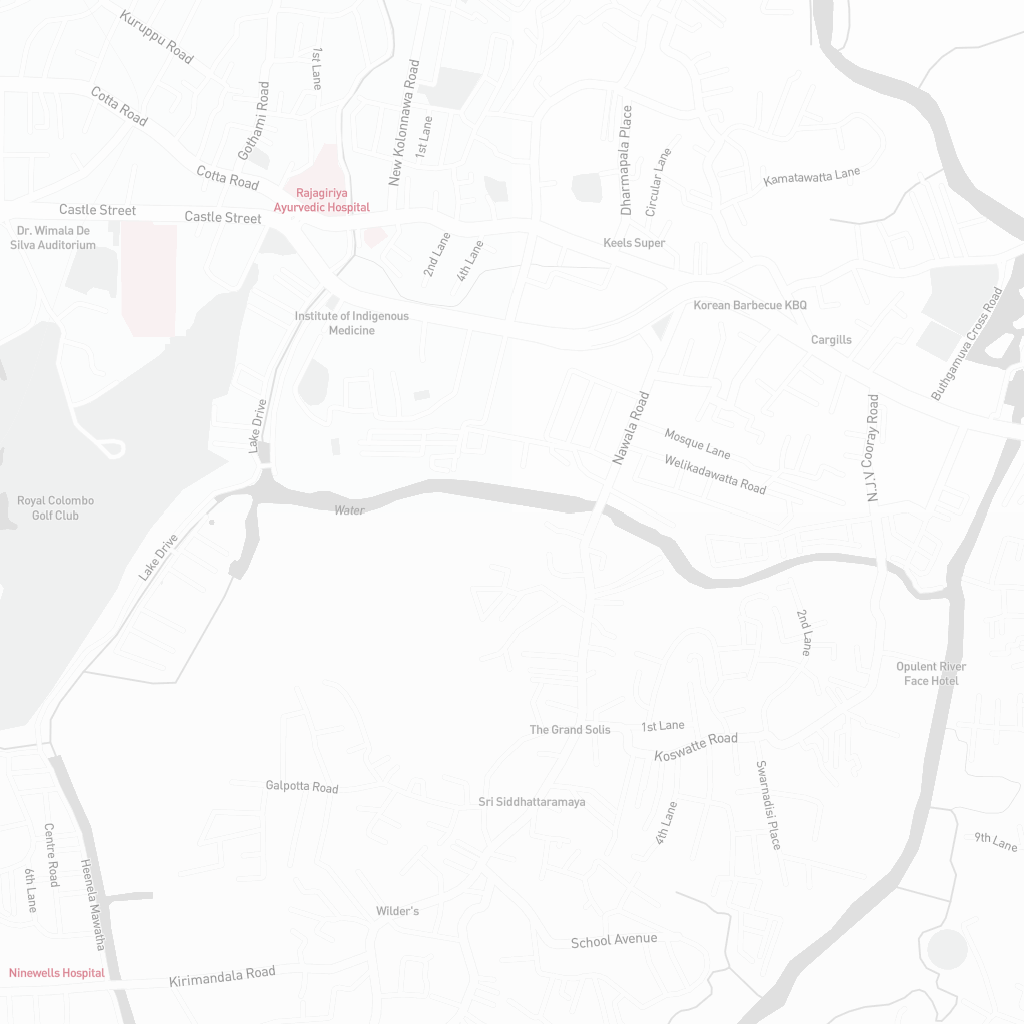 Kuruppu Road
1st Lane
Cotta Road
Gothami Road
New Kolonnawa Road
1st Lane
Dharmapala Place
Circular Lane
Kamatawatta Lane
Cotta Road
Rajagiriya
Ayurvedic Hospital
Castle Street
Castle Street
Dr. Wimala De
Silva Auditorium
2nd Lane
4th Lane
Keels Super
Institute of Indigenous
Medicine
Korean Barbecue KBQ
Cargills
Buthgamuva Cross Road
Lake Drive
Nawala Road
Mosque Lane
Welikadawatta Road
N.J.V Cooray Road
Royal Colombo
Golf Club
Water
Lake Drive
2nd Lane
Opulent River
Face Hotel
The Grand Solis
1st Lane
Koswatte Road
Galpotta Road
Sri Siddhattaramaya
Swarnadisi Place
4th Lane
9th Lane
Centre Road
6th Lane
Heenela Mawatha
Wilder's
School Avenue
Ninewells Hospital
Kirimandala Road